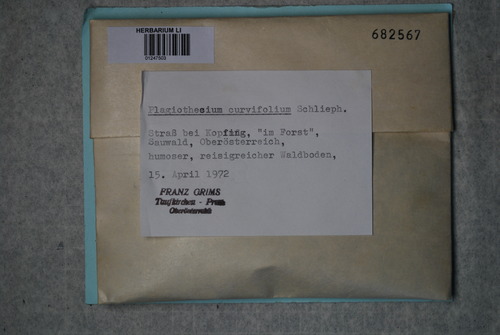 HERBARIUM LI
01247503
682567
Plagiothecium curvifolium Schlieph.
Straß bei Kopfing, "im Forst",
Sauwald, Oberösterreich,
humoser, reisigreicher Waldboden,
15. April 1972
FRANZ GRIMS
Taufkirchen - Pram
Oberösterreich